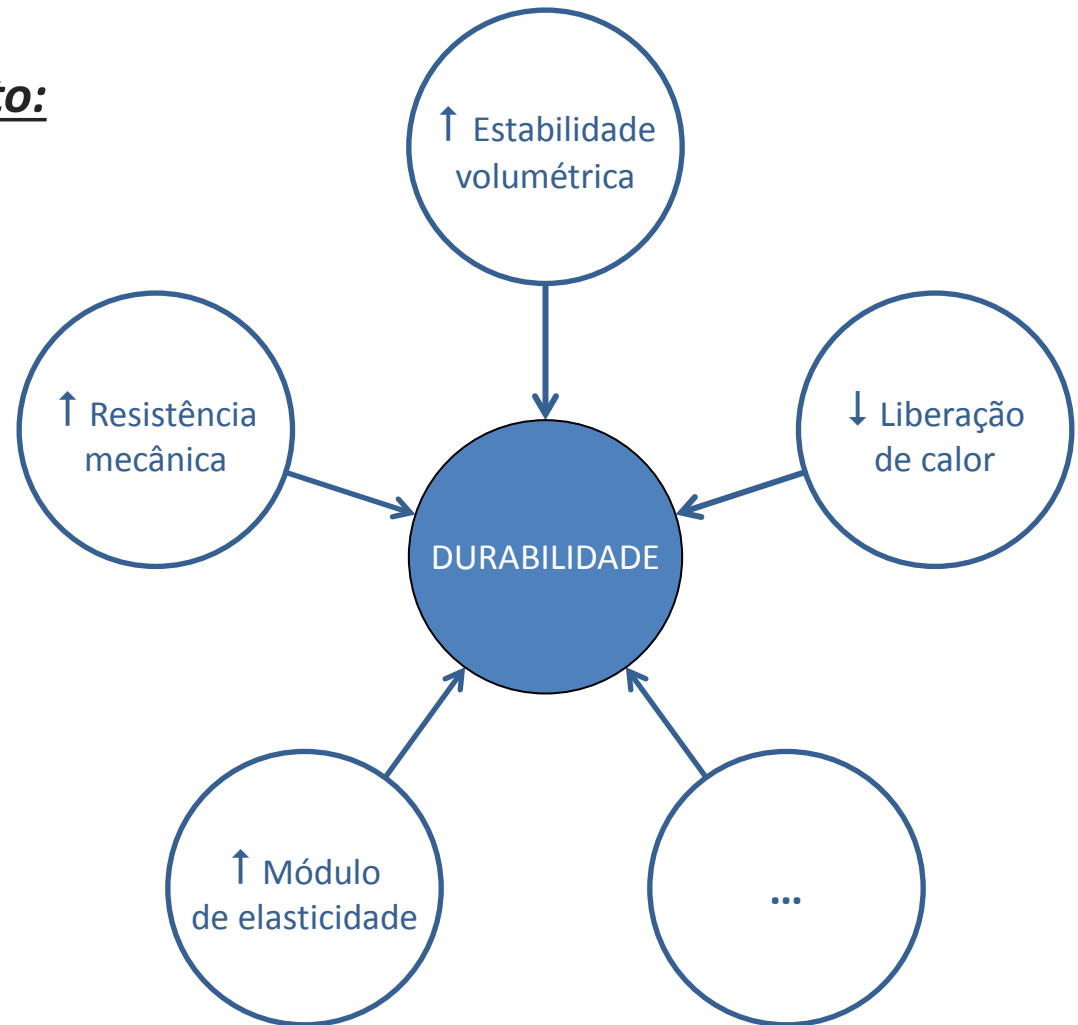 to:
↑ Estabilidade
volumétrica
↑ Resistência
mecânica
↓ Liberação
de calor
DURABILIDADE
↑ Módulo
de elasticidade
...